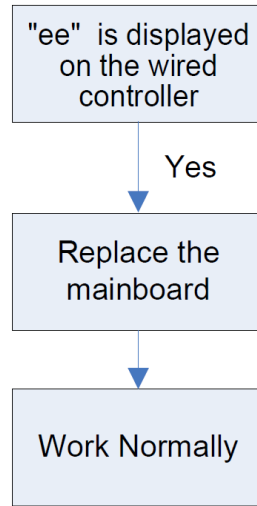 "ee" is displayed
on the wired
controller
Yes
Replace the
mainboard
Work Normally